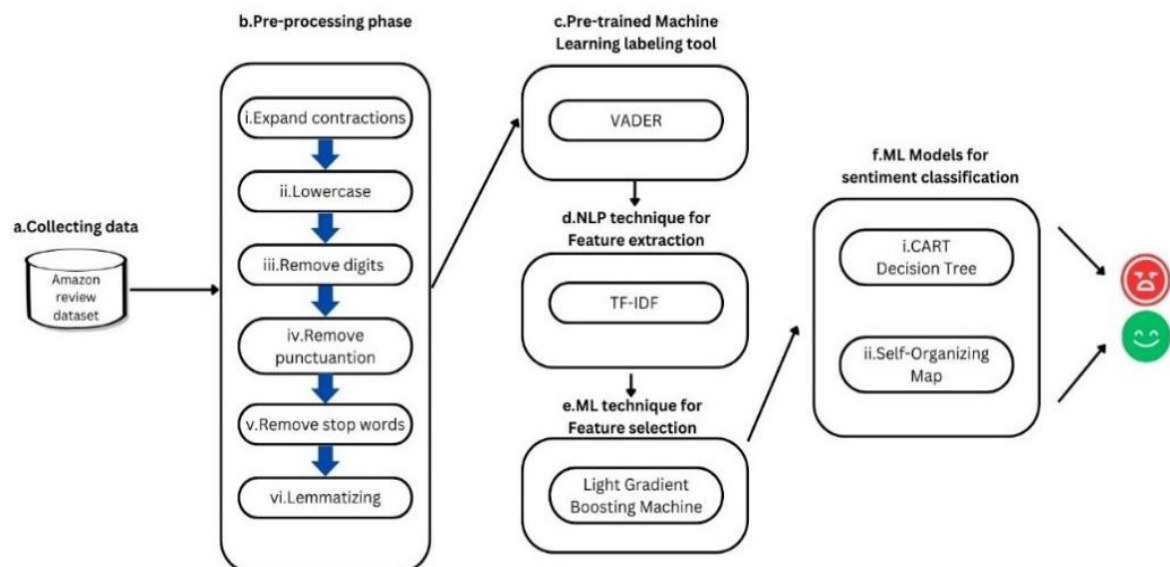 a.Collecting data
Amazon
review
dataset
b.Pre-processing phase
i.Expand contractions
ii.Lowercase
iii.Remove digits
iv.Remove
punctuantion
v.Remove stop words
vi.Lemmatizing
c.Pre-trained Machine
Learning labeling tool
VADER
d.NLP technique for
Feature extraction
TF-IDF
e.ML technique for
Feature selection
Light Gradient
Boosting Machine
f.ML Models for
sentiment classification
i.CART
Decision Tree
ii.Self-Organizing
Map